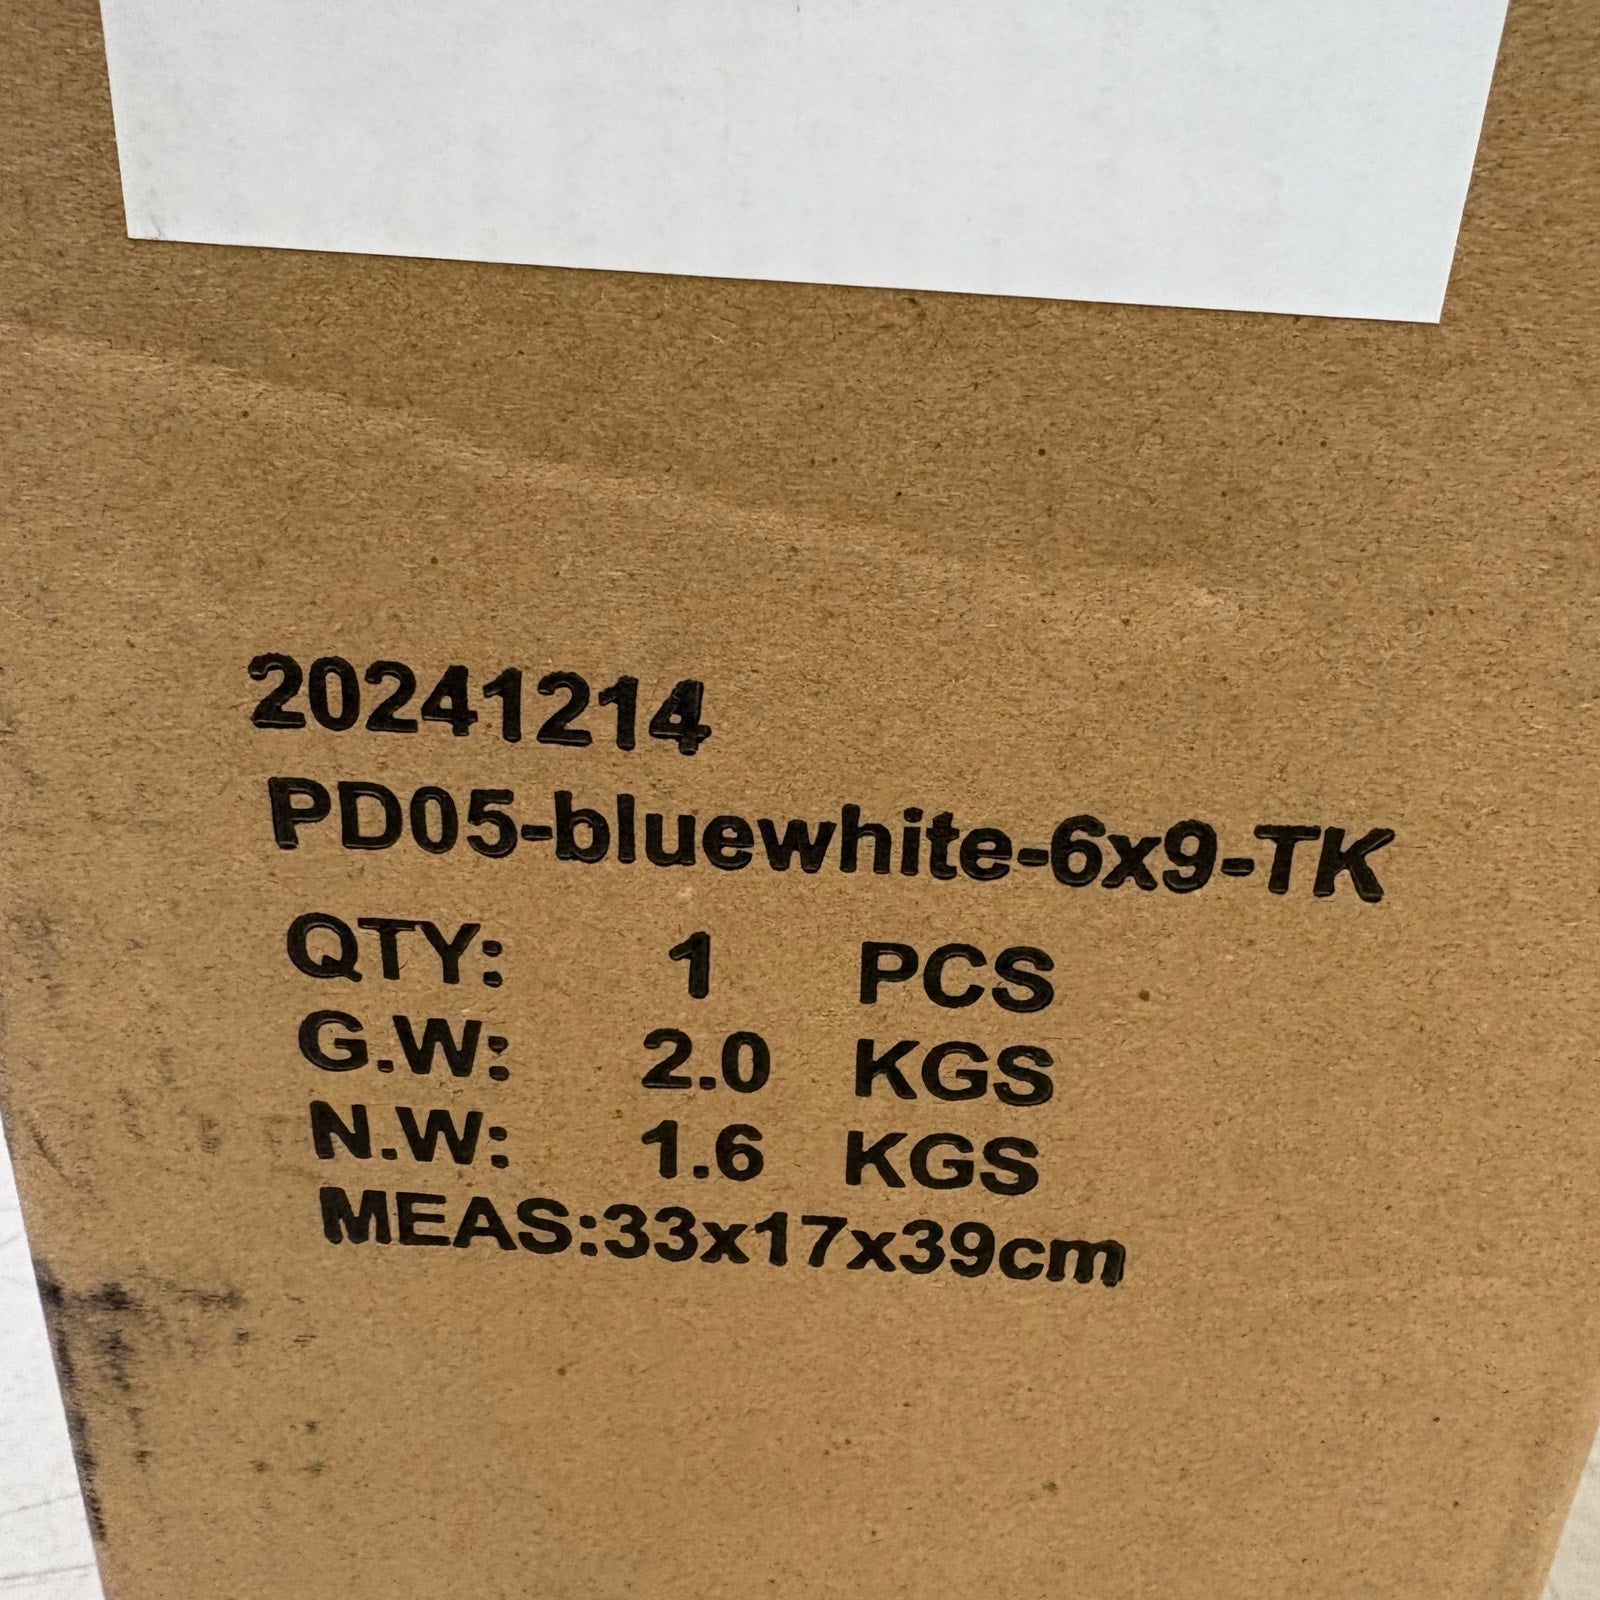 20241214
PD05-bluewhite-6x9-TK
QTY: 1 PCS
G.W: 2.0 KGS
N.W: 1.6 KGS
MEAS:33x17x39cm